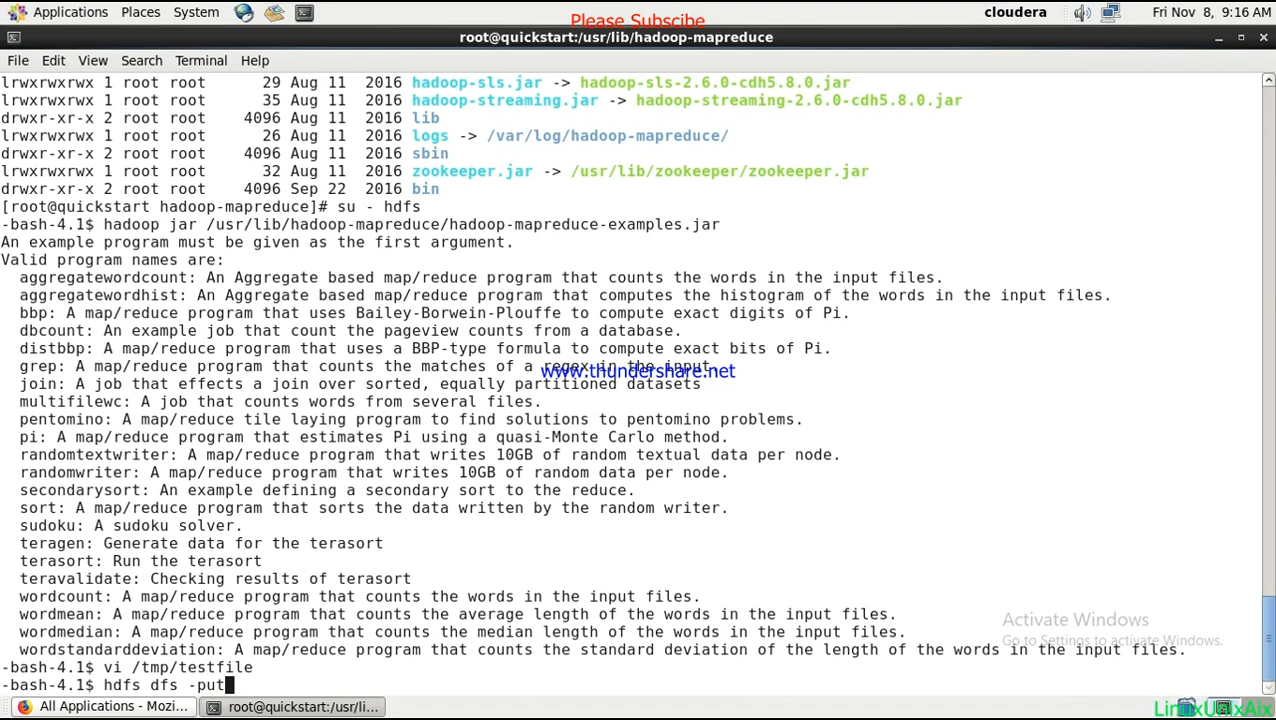 Applications Places System cloudera Fri Nov 8, 9:16 AM
Please Subscibe
root@quickstart:/usr/lib/hadoop-mapreduce
File Edit View Search Terminal Help
lrwxrwxrwx 1 root root 29 Aug 11 2016 hadoop-sls.jar -> hadoop-sls-2.6.0-cdh5.8.0.jar
lrwxrwxrwx 1 root root 35 Aug 11 2016 hadoop-streaming.jar -> hadoop-streaming-2.6.0-cdh5.8.0.jar
drwxr-xr-x 2 root root 4096 Aug 11 2016 lib
lrwxrwxrwx 1 root root 26 Aug 11 2016 logs -> /var/log/hadoop-mapreduce/
drwxr-xr-x 2 root root 4096 Aug 11 2016 sbin
lrwxrwxrwx 1 root root 32 Aug 11 2016 zookeeper.jar -> /usr/lib/zookeeper/zookeeper.jar
drwxr-xr-x 2 root root 4096 Sep 22 2016 bin
[root@quickstart hadoop-mapreduce]# su - hdfs
-bash-4.1$ hadoop jar /usr/lib/hadoop-mapreduce/hadoop-mapreduce-examples.jar
An example program must be given as the first argument.
Valid program names are:
aggregatewordcount: An Aggregate based map/reduce program that counts the words in the input files.
aggregatewordhist: An Aggregate based map/reduce program that computes the histogram of the words in the input files.
bbp: A map/reduce program that uses Bailey-Borwein-Plouffe to compute exact digits of Pi.
dbcount: An example job that count the pageview counts from a database.
distbbp: A map/reduce program that uses a BBP-type formula to compute exact bits of Pi.
grep: A map/reduce program that counts the matches of a regex in the input.
www.thundershare.net
join: A job that effects a join over sorted, equally partitioned datasets
multifilewc: A job that counts words from several files.
pentomino: A map/reduce tile laying program to find solutions to pentomino problems.
pi: A map/reduce program that estimates Pi using a quasi-Monte Carlo method.
randomtextwriter: A map/reduce program that writes 10GB of random textual data per node.
randomwriter: A map/reduce program that writes 10GB of random data per node.
secondarysort: An example defining a secondary sort to the reduce.
sort: A map/reduce program that sorts the data written by the random writer.
sudoku: A sudoku solver.
teragen: Generate data for the terasort
terasort: Run the terasort
teravalidate: Checking results of terasort
wordcount: A map/reduce program that counts the words in the input files.
wordmean: A map/reduce program that counts the average length of the words in the input files.
wordmedian: A map/reduce program that counts the median length of the words in the input files.
wordstandarddeviation: A map/reduce program that counts the standard deviation of the length of the words in the input files.
Activate Windows
Go to Settings to activate Windows.
-bash-4.1$ vi /tmp/testfile
-bash-4.1$ hdfs dfs -put
All Applications - Mozi... root@quickstart:/usr/li...
LinuxUnixAix